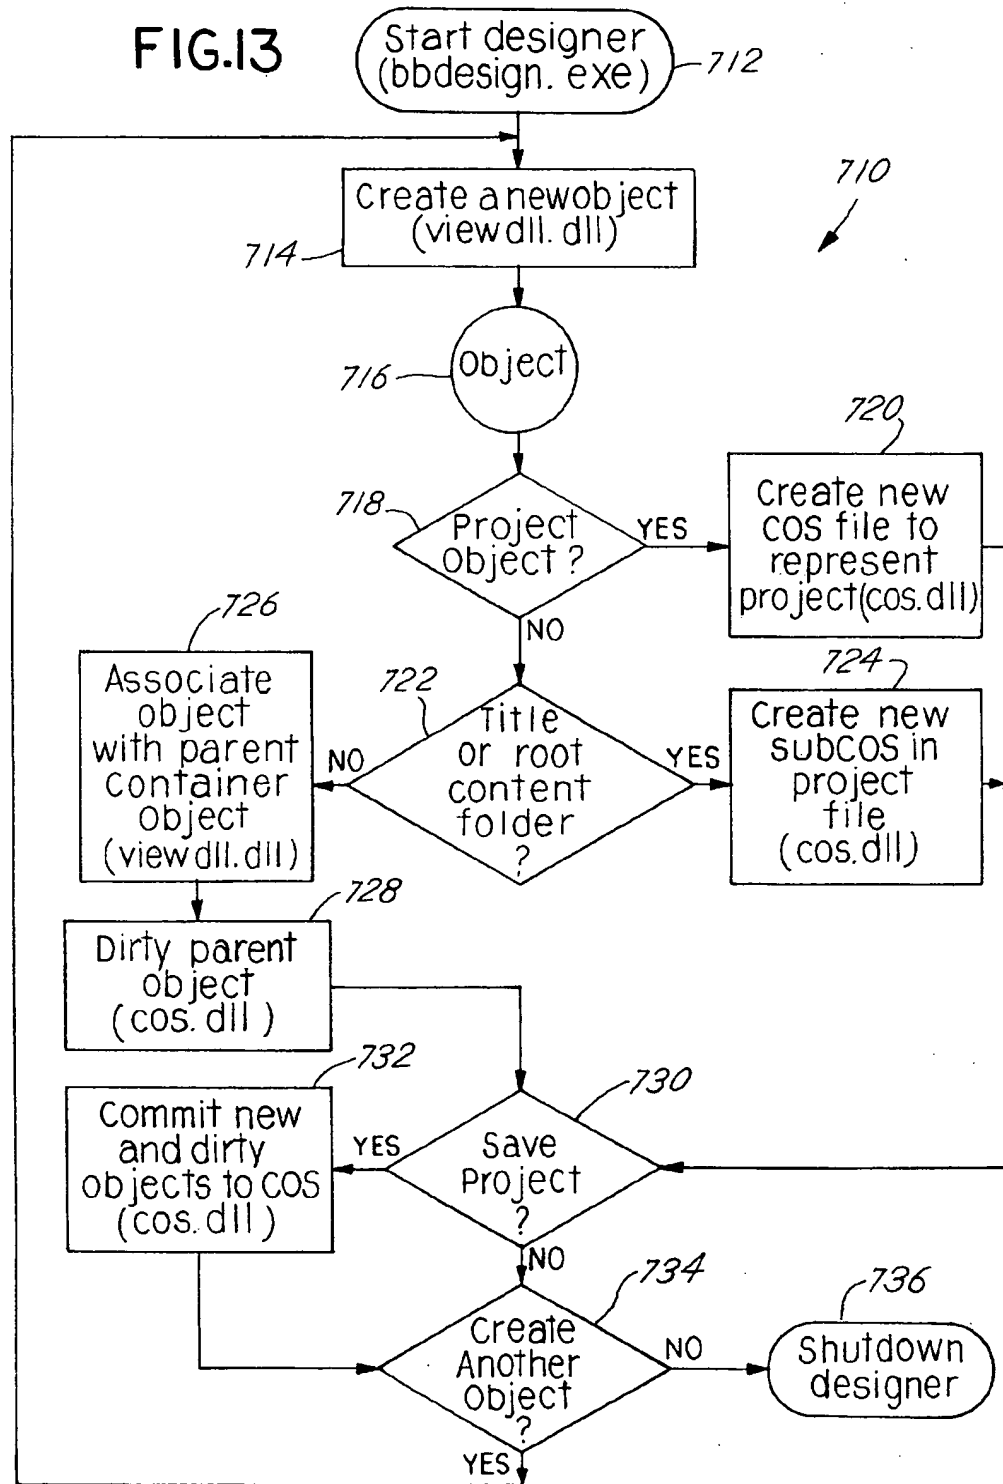 FIG.13
Start designer
(bbdesign. exe)
712
710
Create a newobject
(viewdll.dll)
714
Object
716
720
718
Project
Object ?
YES
Create new
COS file to
represent
project(cos.dll)
NO
726
722
724
Associate
object
with parent
Container
Object
(viewdll.dll)
NO
Title
or root
content
folder
?
YES
Create new
subCOS in
project
file
(cos.dll)
728
Dirty parent
object
(cos. dll )
732
730
Commit new
and dirty
objects to COS
(cos. dll )
YES
Save
Project
?
NO
734
736
Create
Another
Object
?
NO
Shutdown
designer
YES